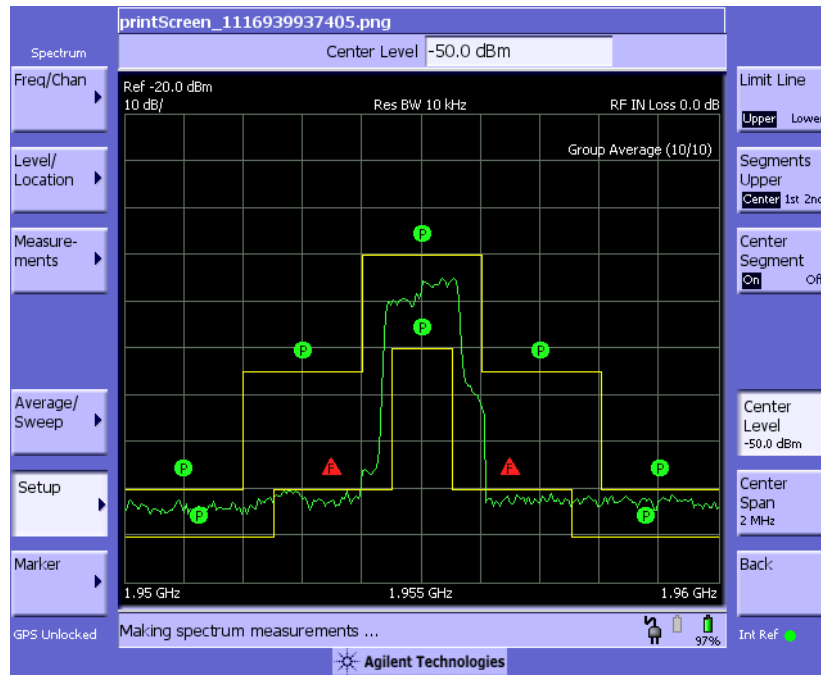 printScreen_1116939937405.png
Spectrum
Center Level -50.0 dBm
Freq/Chan
Level/
Location
Measure-
ments
Average/
Sweep
Setup
Marker
GPS Unlocked
Ref -20.0 dBm
10 dB/ Res BW 10 kHz RF IN Loss 0.0 dB
Group Average (10/10)
P
P
P
P
P
F
F
P
P
P
1.95 GHz 1.955 GHz 1.96 GHz
Making spectrum measurements ...
97%
Agilent Technologies
Limit Line
Upper Lower
Segments
Upper
Center 1st 2nd
Center
Segment
On Off
Center
Level
-50.0 dBm
Center
Span
2 MHz
Back
Int Ref